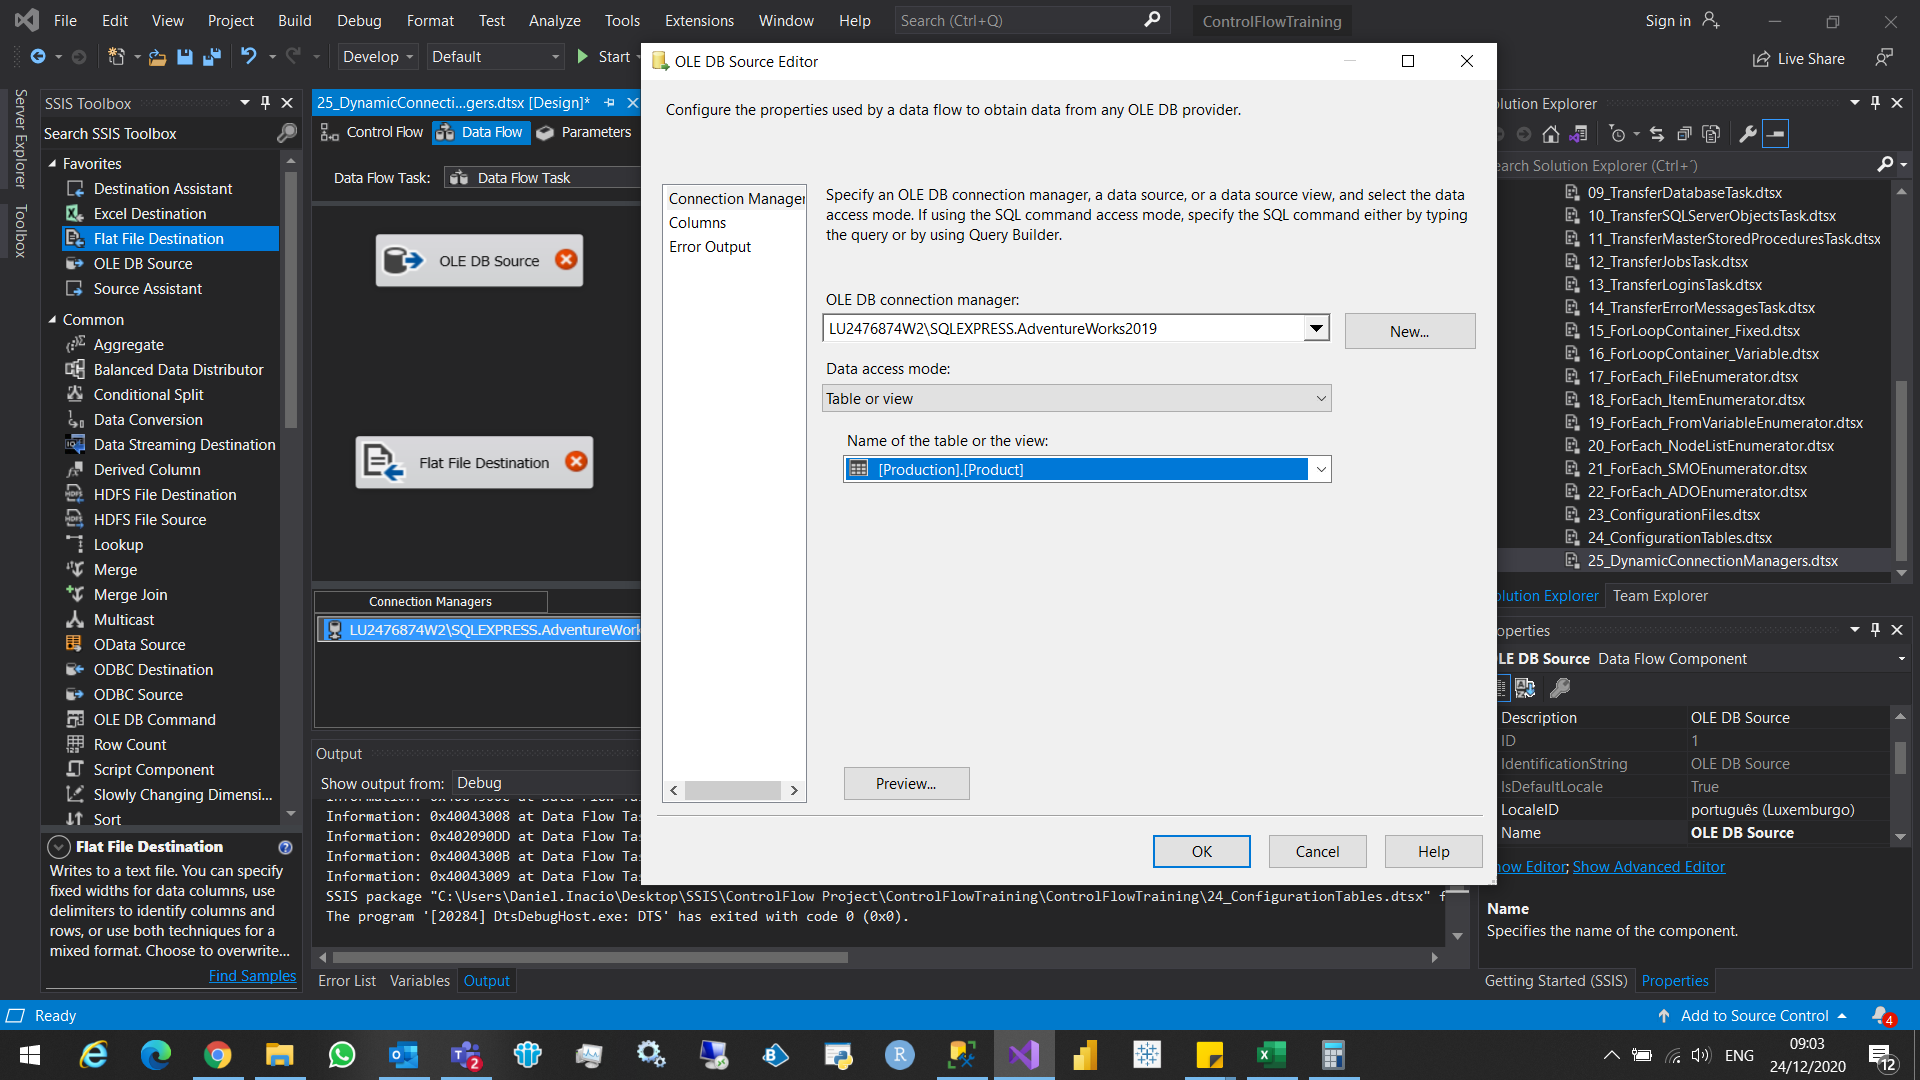 File Edit View Project Build Debug Format Test Analyze Tools Extensions Window Help Search (Ctrl+Q) ControlFlowTraining Sign in
Develop Default Start Live Share
Server Explorer
Toolbox
SSIS Toolbox
Search SSIS Toolbox
Favorites
Destination Assistant
Excel Destination
Flat File Destination
OLE DB Source
Source Assistant
Common
Aggregate
Balanced Data Distributor
Conditional Split
Data Conversion
Data Streaming Destination
Derived Column
HDFS File Destination
HDFS File Source
Lookup
Merge
Merge Join
Multicast
OData Source
ODBC Destination
ODBC Source
OLE DB Command
Row Count
Script Component
Slowly Changing Dimensi...
Sort
Flat File Destination
Writes to a text file. You can specify
fixed widths for data columns, use
delimiters to identify columns and
rows, or use both techniques for a
mixed format. Choose to overwrite...
Find Samples
25_DynamicConnecti...gers.dtsx [Design]*
Control Flow Data Flow Parameters
Data Flow Task: Data Flow Task
OLE DB Source
Flat File Destination
Connection Managers
LU2476874W2\SQLEXPRESS.AdventureWork
Output
Show output from: Debug
Information: 0x40043008 at Data Flow Tas
Information: 0x402090DD at Data Flow Tas
Information: 0x4004300B at Data Flow Tas
Information: 0x40043009 at Data Flow Tas
SSIS package "C:\Users\Daniel.Inacio\Desktop\SSIS\ControlFlow Project\ControlFlowTraining\ControlFlowTraining\24_ConfigurationTables.dtsx" f
The program '[20284] DtsDebugHost.exe: DTS' has exited with code 0 (0x0).
Error List Variables Output
OLE DB Source Editor
Configure the properties used by a data flow to obtain data from any OLE DB provider.
Connection Manager
Columns
Error Output
Specify an OLE DB connection manager, a data source, or a data source view, and select the data
access mode. If using the SQL command access mode, specify the SQL command either by typing
the query or by using Query Builder.
OLE DB connection manager:
LU2476874W2\SQLEXPRESS.AdventureWorks2019
New...
Data access mode:
Table or view
Name of the table or the view:
[Production].[Product]
Preview...
OK Cancel Help
olution Explorer
earch Solution Explorer (Ctrl+´)
09_TransferDatabaseTask.dtsx
10_TransferSQLServerObjectsTask.dtsx
11_TransferMasterStoredProceduresTask.dtsx
12_TransferJobsTask.dtsx
13_TransferLoginsTask.dtsx
14_TransferErrorMessagesTask.dtsx
15_ForLoopContainer_Fixed.dtsx
16_ForLoopContainer_Variable.dtsx
17_ForEach_FileEnumerator.dtsx
18_ForEach_ItemEnumerator.dtsx
19_ForEach_FromVariableEnumerator.dtsx
20_ForEach_NodeListEnumerator.dtsx
21_ForEach_SMOEnumerator.dtsx
22_ForEach_ADOEnumerator.dtsx
23_ConfigurationFiles.dtsx
24_ConfigurationTables.dtsx
25_DynamicConnectionManagers.dtsx
olution Explorer Team Explorer
operties
LE DB Source Data Flow Component
Description OLE DB Source
ID 1
IdentificationString OLE DB Source
IsDefaultLocale True
LocaleID português (Luxemburgo)
Name OLE DB Source
how Editor; Show Advanced Editor
Name
Specifies the name of the component.
Getting Started (SSIS) Properties
Ready
Add to Source Control
4
2
ENG
09:03
24/12/2020
12